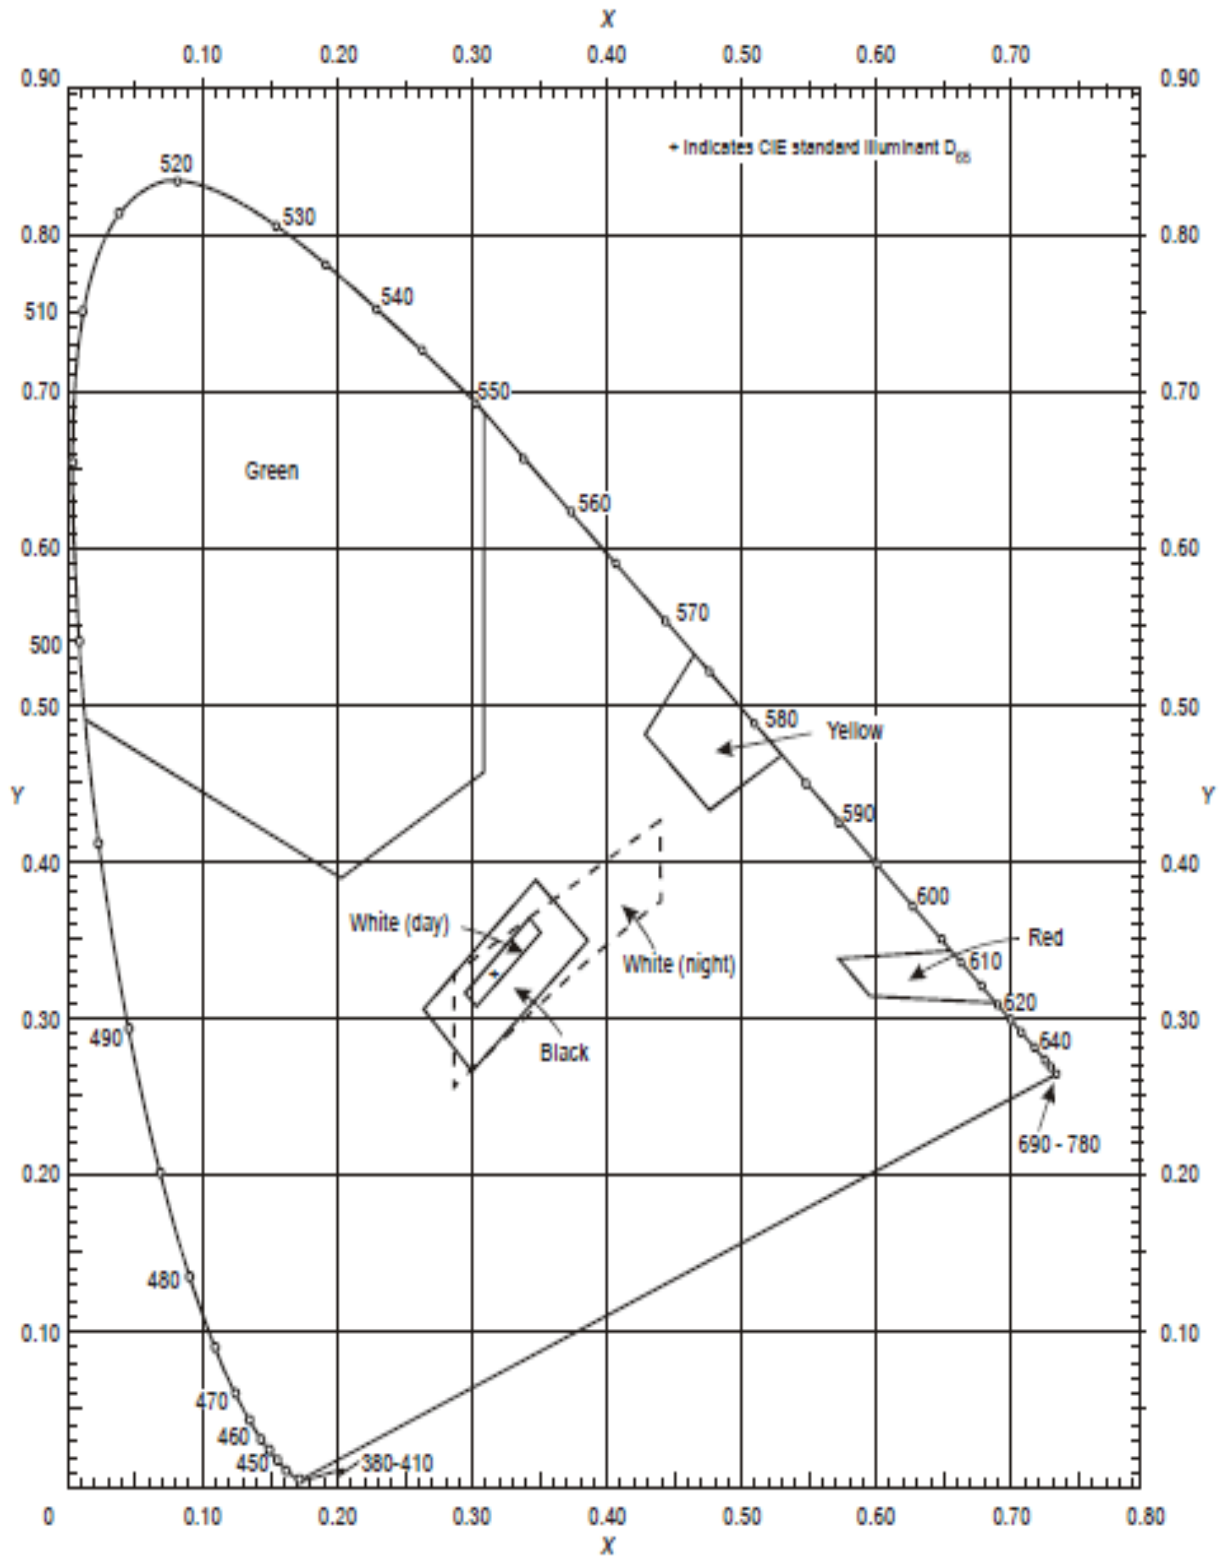 X
0.10 0.20 0.30 0.40 0.50 0.60 0.70
0.90 0.90
+ Indicates CIE standard Illuminant D65
520
530
0.80 0.80
540
510
0.70 550 0.70
Green
560
0.60 0.60
570
500
0.50 580 0.50
Yellow
Y Y
590
0.40 0.40
600
White (day)
Red
White (night) 610
0.30 620 0.30
490 Black 640
690 - 780
0.20 0.20
480
0.10 0.10
470
460
450 380-410
0 0.10 0.20 0.30 0.40 0.50 0.60 0.70 0.80
X